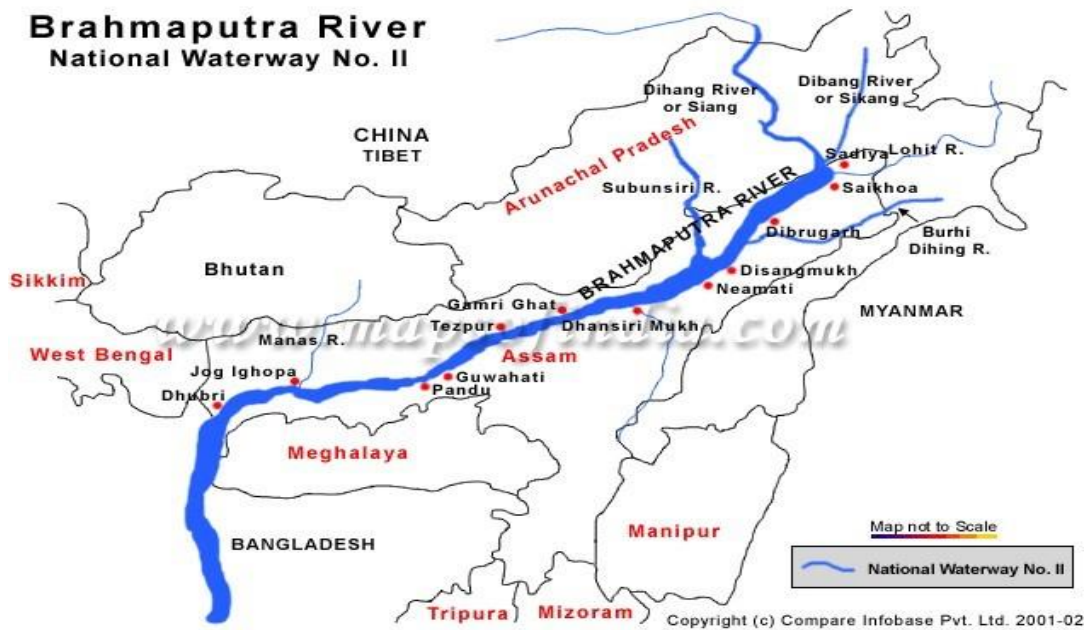 Brahmaputra River
National Waterway No. II
Dihang River
or Siang
Dibang River
or Sikang
CHINA
TIBET
Arunachal Pradesh
Sadiya
Lohit R.
Subunsiri R.
BRAHMAPUTRA RIVER
Saikhoa
Dibrugarh
Burhi
Dihing R.
Sikkim
Bhutan
Disangmukh
Neamati
Gamri Ghat
MYANMAR
www.mapsofindia.com
Tezpur
Dhansiri Mukh
West Bengal
Manas R.
Assam
Jog Ighopa
Guwahati
Dhubri
Pandu
Meghalaya
Manipur
Map not to Scale
BANGLADESH
National Waterway No. II
Tripura
Mizoram
Copyright (c) Compare Infobase Pvt. Ltd. 2001-02